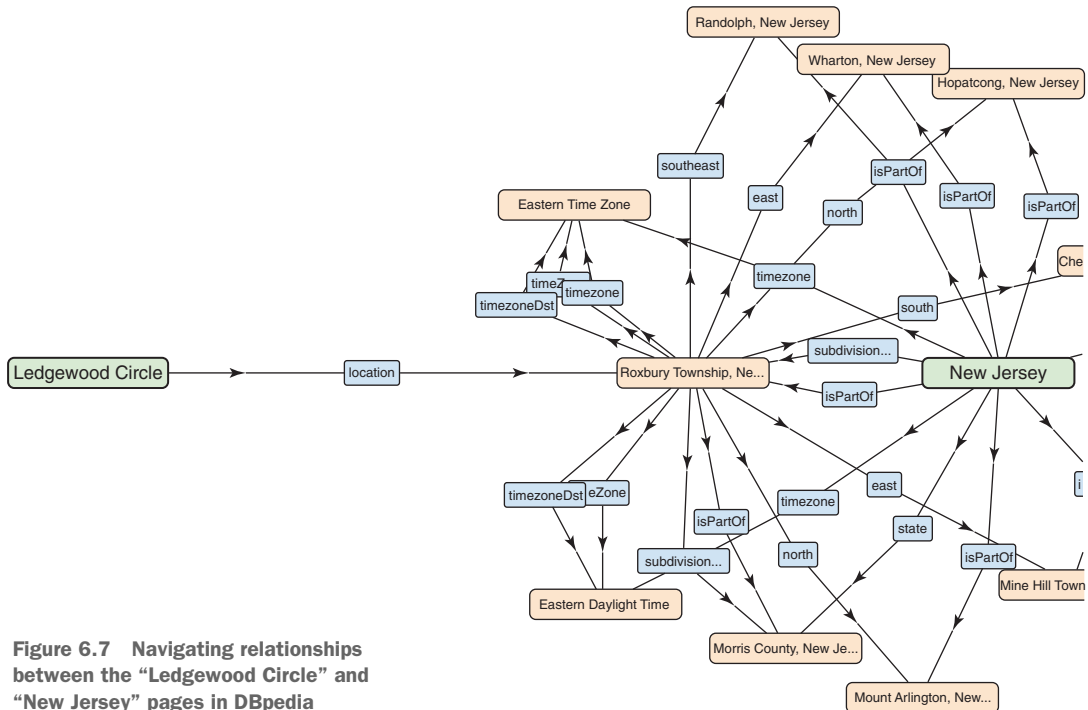 Randolph, New Jersey
Wharton, New Jersey
Hopatcong, New Jersey
southeast
isPartOf
east
isPartOf
isPartOf
Eastern Time Zone
north
Che
timezone
timeZ
timezone
timezoneDst
south
subdivision...
Ledgewood Circle
location
Roxbury Township, Ne...
New Jersey
isPartOf
timezoneDst
eZone
east
i
timezone
isPartOf
state
subdivision...
north
isPartOf
Mine Hill Town
Eastern Daylight Time
Morris County, New Je...
Mount Arlington, New...
Figure 6.7 Navigating relationships
between the “Ledgewood Circle” and
“New Jersey” pages in DBpedia